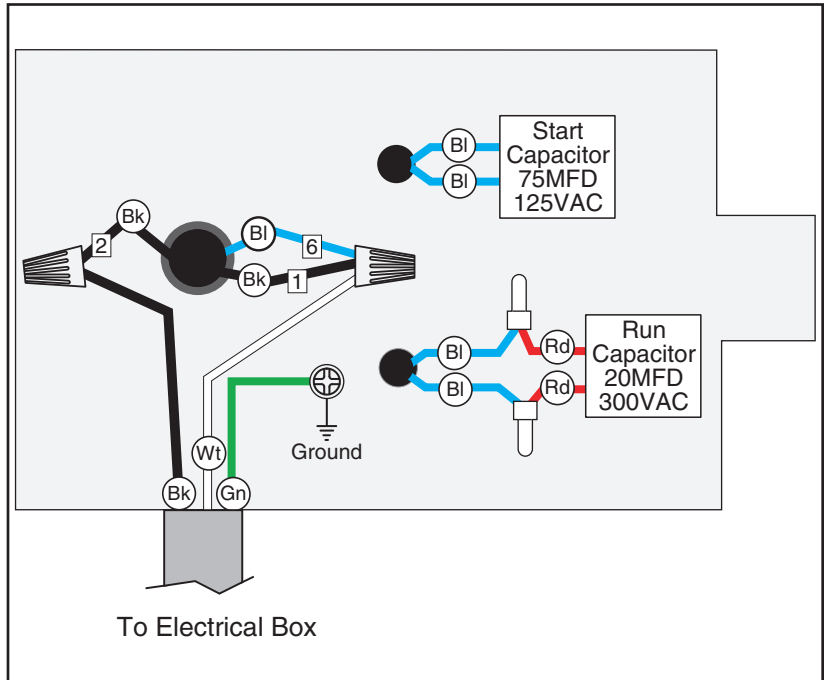 Bl
Bl
Start
Capacitor
75MFD
125VAC
Bk
2
Bl
6
Bk
1
Bl
Rd
Bl
Rd
Run
Capacitor
20MFD
300VAC
Ground
Wt
Bk
Gn
To Electrical Box